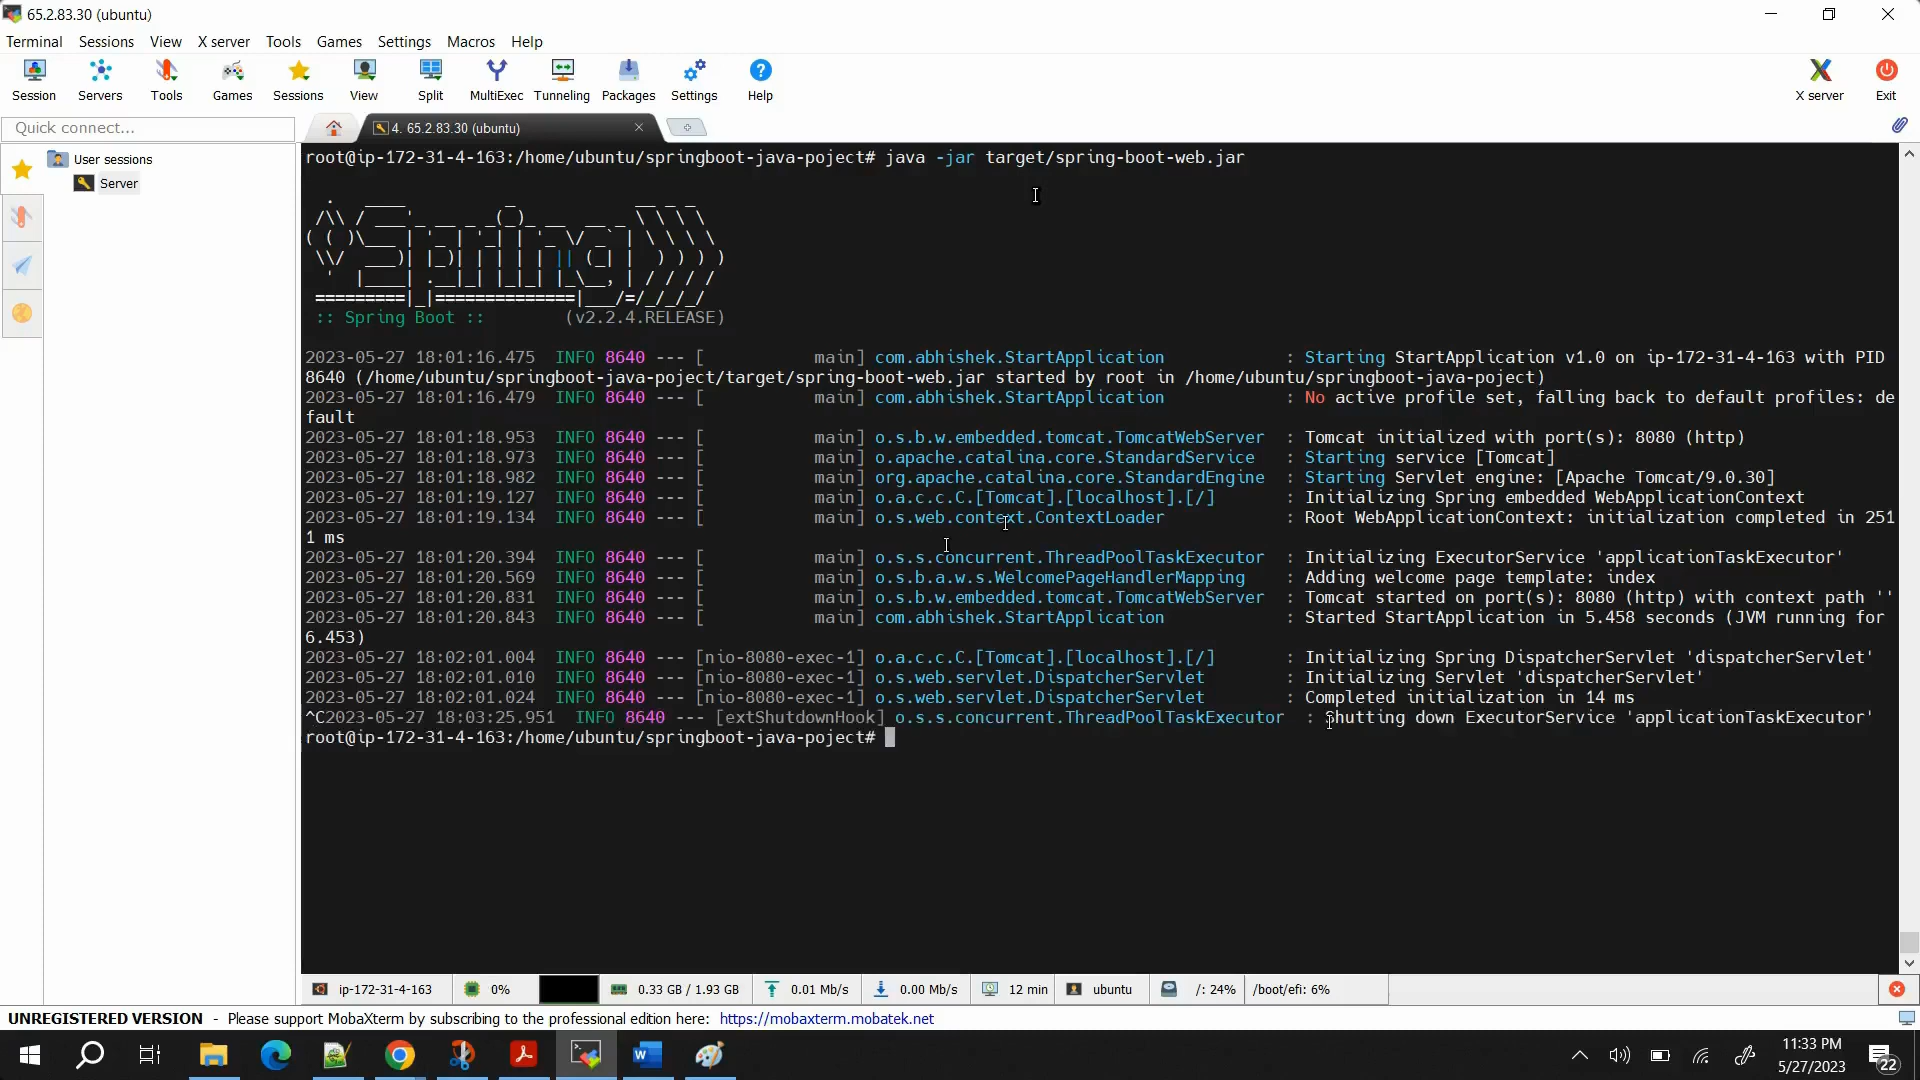 65.2.83.30 (ubuntu)
Terminal Sessions View X server Tools Games Settings Macros Help
Session Servers Tools Games Sessions View Split MultiExec Tunneling Packages Settings Help X server Exit
Quick connect...
4. 65.2.83.30 (ubuntu)
User sessions
Server
root@ip-172-31-4-163:/home/ubuntu/springboot-java-poject# java -jar target/spring-boot-web.jar
Spring
:: Spring Boot :: (v2.2.4.RELEASE)
2023-05-27 18:01:16.475 INFO 8640 --- [ main] com.abhishek.StartApplication : Starting StartApplication v1.0 on ip-172-31-4-163 with PID
8640 (/home/ubuntu/springboot-java-poject/target/spring-boot-web.jar started by root in /home/ubuntu/springboot-java-poject)
2023-05-27 18:01:16.479 INFO 8640 --- [ main] com.abhishek.StartApplication : No active profile set, falling back to default profiles: de
fault
2023-05-27 18:01:18.953 INFO 8640 --- [ main] o.s.b.w.embedded.tomcat.TomcatWebServer : Tomcat initialized with port(s): 8080 (http)
2023-05-27 18:01:18.973 INFO 8640 --- [ main] o.apache.catalina.core.StandardService : Starting service [Tomcat]
2023-05-27 18:01:18.982 INFO 8640 --- [ main] org.apache.catalina.core.StandardEngine : Starting Servlet engine: [Apache Tomcat/9.0.30]
2023-05-27 18:01:19.127 INFO 8640 --- [ main] o.a.c.c.C.[Tomcat].[localhost].[/] : Initializing Spring embedded WebApplicationContext
2023-05-27 18:01:19.134 INFO 8640 --- [ main] o.s.web.context.ContextLoader : Root WebApplicationContext: initialization completed in 251
1 ms
2023-05-27 18:01:20.394 INFO 8640 --- [ main] o.s.s.concurrent.ThreadPoolTaskExecutor : Initializing ExecutorService 'applicationTaskExecutor'
2023-05-27 18:01:20.569 INFO 8640 --- [ main] o.s.b.a.w.s.WelcomePageHandlerMapping : Adding welcome page template: index
2023-05-27 18:01:20.831 INFO 8640 --- [ main] o.s.b.w.embedded.tomcat.TomcatWebServer : Tomcat started on port(s): 8080 (http) with context path ''
2023-05-27 18:01:20.843 INFO 8640 --- [ main] com.abhishek.StartApplication : Started StartApplication in 5.458 seconds (JVM running for
6.453)
2023-05-27 18:02:01.004 INFO 8640 --- [nio-8080-exec-1] o.a.c.c.C.[Tomcat].[localhost].[/] : Initializing Spring DispatcherServlet 'dispatcherServlet'
2023-05-27 18:02:01.010 INFO 8640 --- [nio-8080-exec-1] o.s.web.servlet.DispatcherServlet : Initializing Servlet 'dispatcherServlet'
2023-05-27 18:02:01.024 INFO 8640 --- [nio-8080-exec-1] o.s.web.servlet.DispatcherServlet : Completed initialization in 14 ms
^C2023-05-27 18:03:25.951 INFO 8640 --- [extShutdownHook] o.s.s.concurrent.ThreadPoolTaskExecutor : Shutting down ExecutorService 'applicationTaskExecutor'
root@ip-172-31-4-163:/home/ubuntu/springboot-java-poject#
ip-172-31-4-163 0% 0.33 GB / 1.93 GB 0.01 Mb/s 0.00 Mb/s 12 min ubuntu /: 24% /boot/efi: 6%
UNREGISTERED VERSION - Please support MobaXterm by subscribing to the professional edition here: https://mobaxterm.mobatek.net
11:33 PM
5/27/2023
22